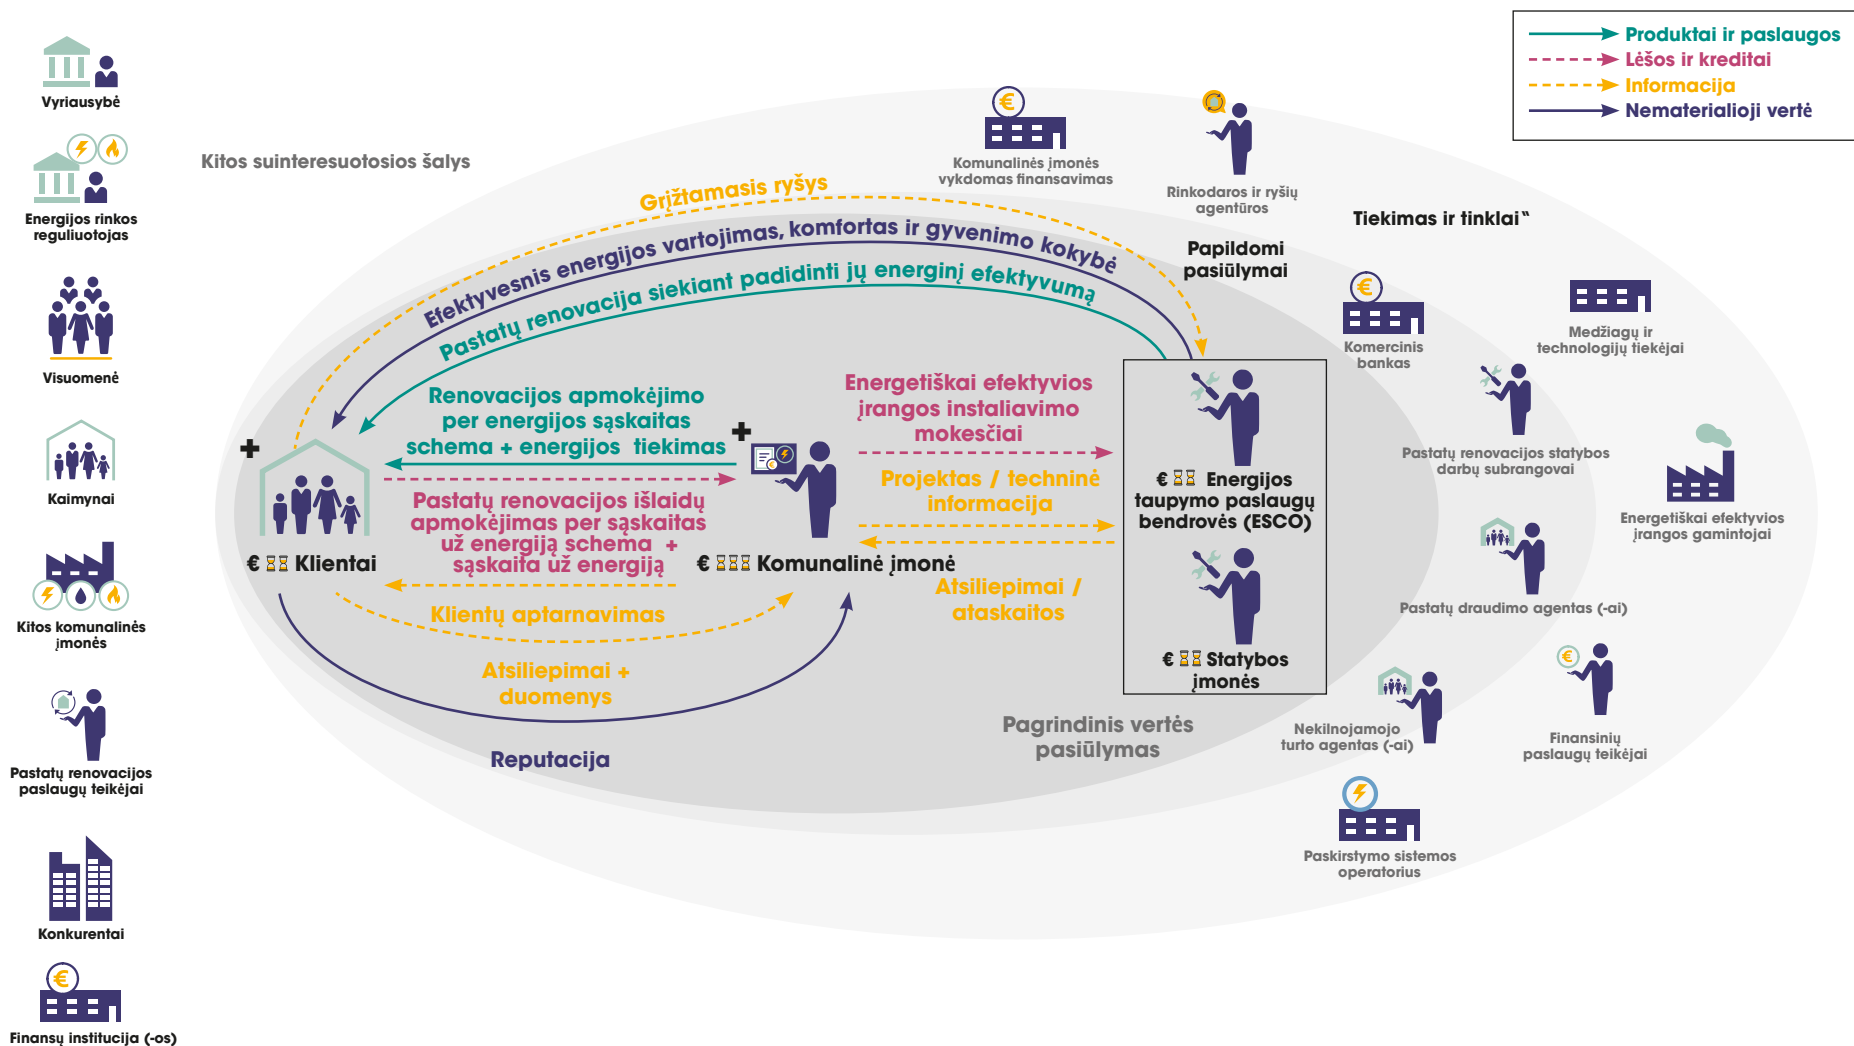 Produktai ir paslaugos
Lėšos ir kreditai
Informacija
Nematerialioji vertė
Vyriausybė
Energijos rinkos
reguliuotojas
Visuomenė
Kaimynai
Kitos komunalinės
įmonės
Pastatų renovacijos
paslaugų teikėjai
Konkurentai
Finansų institucija (-os)
Kitos suinteresuotosios šalys
€
Komunalinės įmonės
vykdomas finansavimas
Rinkodaros ir ryšių
agentūros
Tiekimas ir tinklai“
Papildomi
pasiūlymai
Grįžtamasis ryšys
Efektyvesnis energijos vartojimas, komfortas ir gyvenimo kokybė
Pastatų renovacija siekiant padidinti jų energinį efektyvumą
Renovacijos apmokėjimo
per energijos sąskaitas
schema + energijos tiekimas
Pastatų renovacijos išlaidų
apmokėjimas per sąskaitas
už energiją schema +
sąskaita už energiją
€ Klientai
€ Komunalinė įmonė
Klientų aptarnavimas
Atsiliepimai +
duomenys
Reputacija
Energetiškai efektyvios
įrangos instaliavimo
mokesčiai
Projektas / techninė
informacija
Atsiliepimai /
ataskaitos
€ Energijos
taupymo paslaugų
bendrovės (ESCO)
€ Statybos
įmonės
Pagrindinis vertės
pasiūlymas
€
Komercinis
bankas
Medžiagų ir
technologijų tiekėjai
Pastatų renovacijos statybos
darbų subrangovai
Energetiškai efektyvios
įrangos gamintojai
Pastatų draudimo agentas (-ai)
Nekilnojamojo
turto agentas (-ai)
€
Finansinių
paslaugų teikėjai
Paskirstymo sistemos
operatorius
€